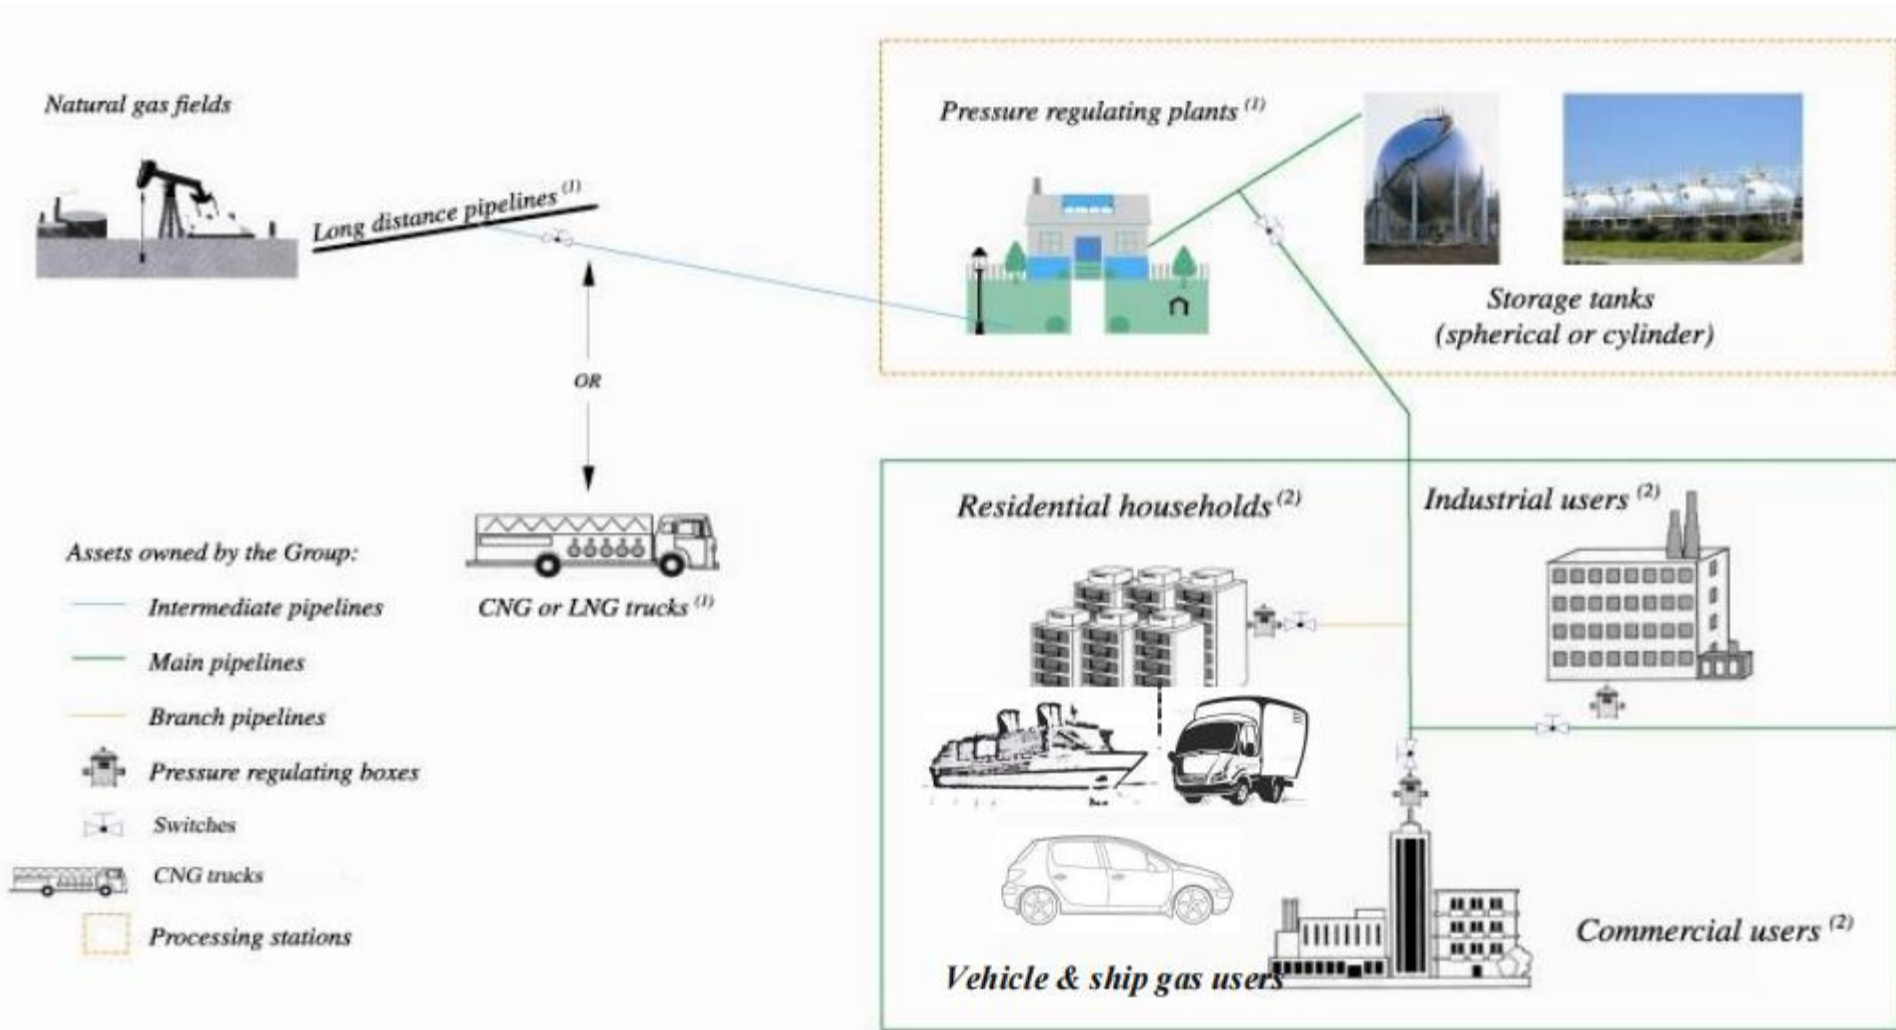 Natural gas fields
Long distance pipelines (1)
OR
CNG or LNG trucks (1)
Pressure regulating plants (1)
Storage tanks
(spherical or cylinder)
Assets owned by the Group:
Intermediate pipelines
Main pipelines
Branch pipelines
Pressure regulating boxes
Switches
CNG trucks
Processing stations
Residential households (2)
Industrial users (2)
Vehicle & ship gas users
Commercial users (2)